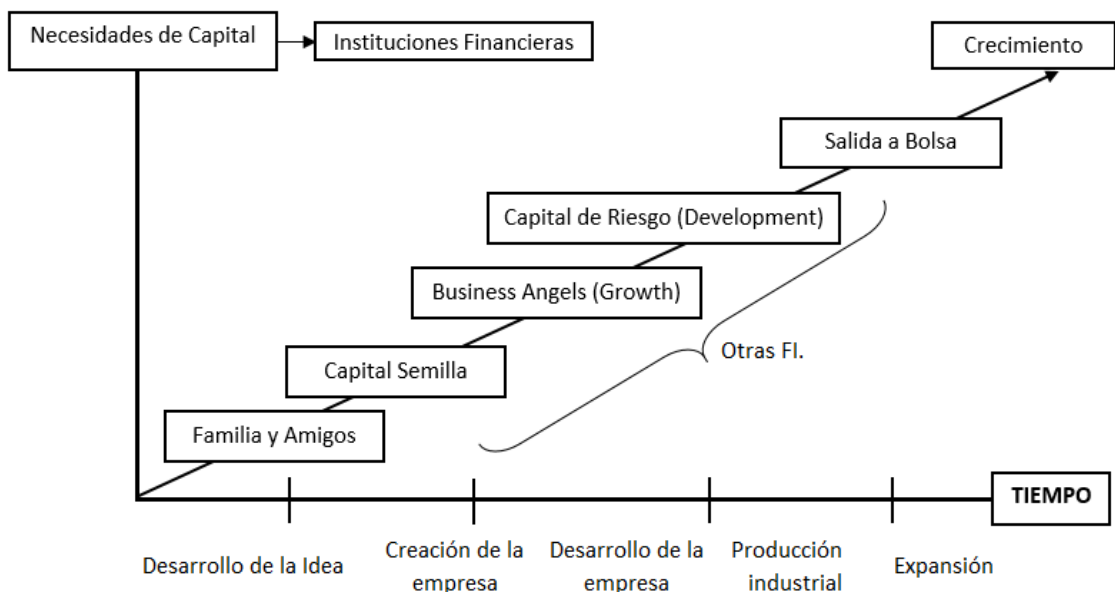 Necesidades de Capital
Instituciones Financieras
Crecimiento
Salida a Bolsa
Capital de Riesgo (Development)
Business Angels (Growth)
Otras FI.
Capital Semilla
Familia y Amigos
TIEMPO
Desarrollo de la Idea
Creación de la
empresa
Desarrollo de la
empresa
Producción
industrial
Expansión